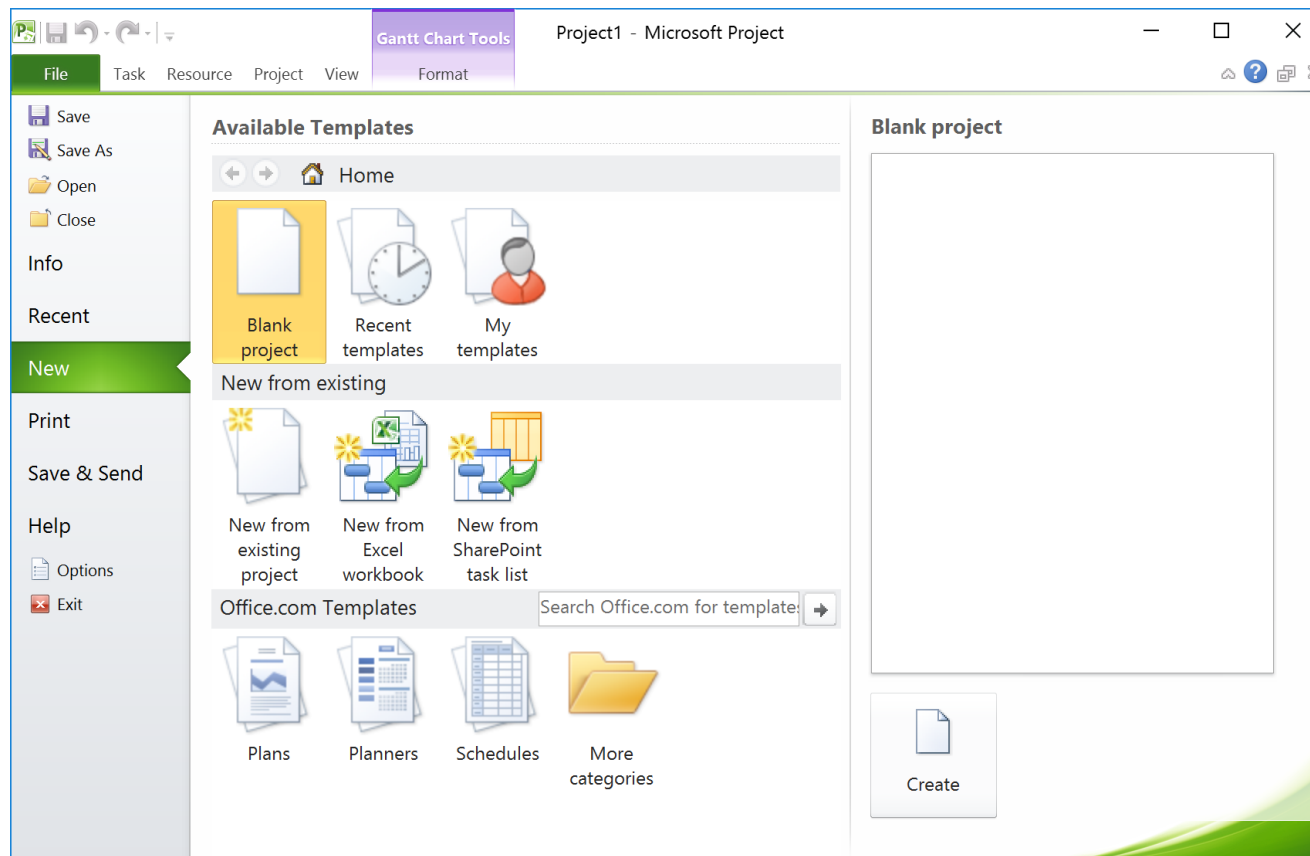 Gantt Chart Tools
Project1 - Microsoft Project
File Task Resource Project View Format
Save
Save As
Open
Close
Info
Recent
New
Print
Save & Send
Help
Options
Exit
Available Templates
Home
Blank project
Recent templates
My templates
New from existing
New from existing project
New from Excel workbook
New from SharePoint task list
Office.com Templates
Search Office.com for templates
Plans
Planners
Schedules
More categories
Blank project
Create